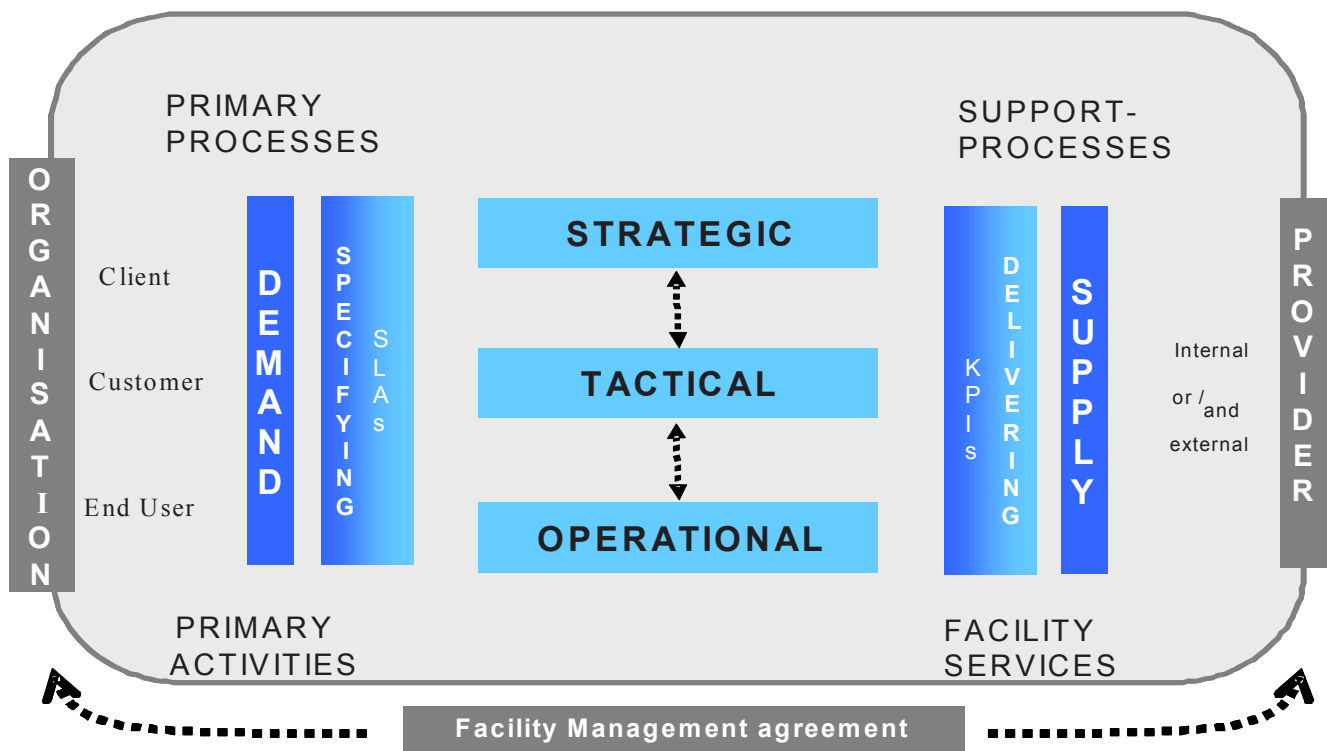 PRIMARY
PROCESSES
SUPPORT-
PROCESSES
ORGANISATION
Client
Customer
End User
DEMAND
SPECIFYING
SLAs
STRATEGIC
TACTICAL
OPERATIONAL
KPIs
DELIVERING
SUPPLY
Internal
or / and
external
PROVIDER
PRIMARY
ACTIVITIES
FACILITY
SERVICES
Facility Management agreement